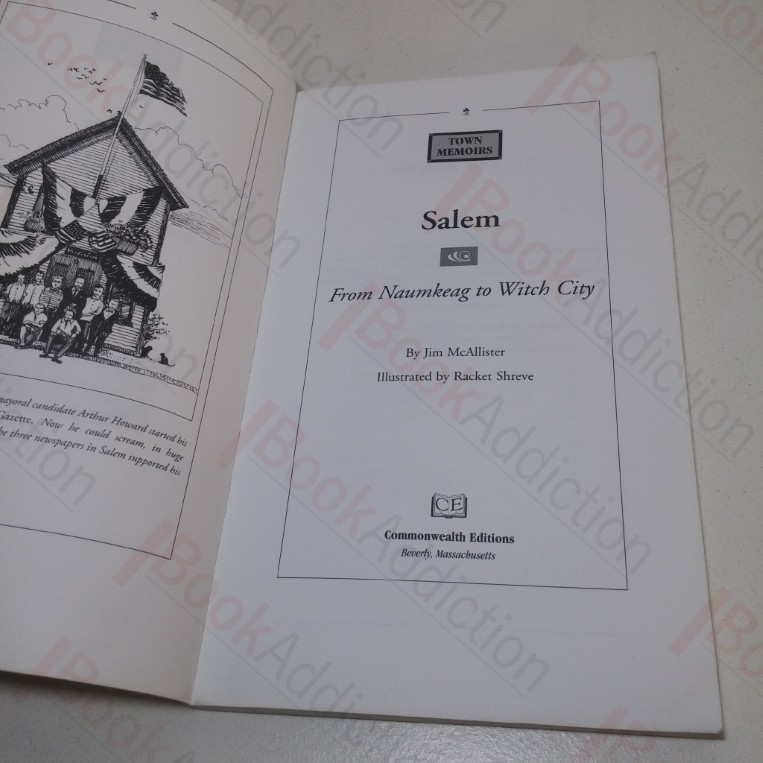 mayoral candidate Arthur Howard started his
Gazette. Now he could scream, in huge
the three newspapers in Salem supported his
TOWN
MEMOIRS
Salem
From Naumkeag to Witch City
By Jim McAllister
Illustrated by Racket Shreve
CE
Commonwealth Editions
Beverly, Massachusetts
BookAddiction